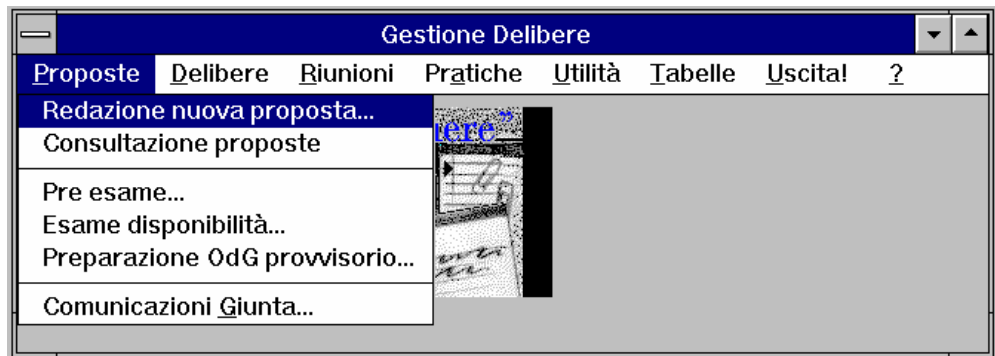 Gestione Delibere
Proposte Delibere Riunioni Pratiche Utilità Tabelle Uscita! ?
Redazione nuova proposta...
Consultazione proposte
Pre esame...
Esame disponibilità...
Preparazione OdG provvisorio...
Comunicazioni Giunta...